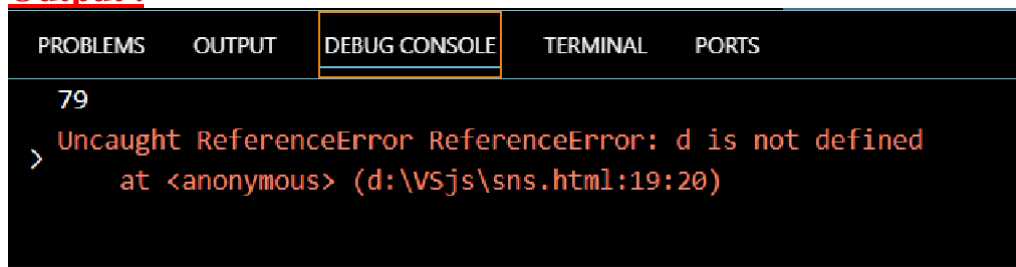 Output :
PROBLEMS OUTPUT DEBUG CONSOLE TERMINAL PORTS
79
Uncaught ReferenceError ReferenceError: d is not defined
at <anonymous> (d:\VSjs\sns.html:19:20)